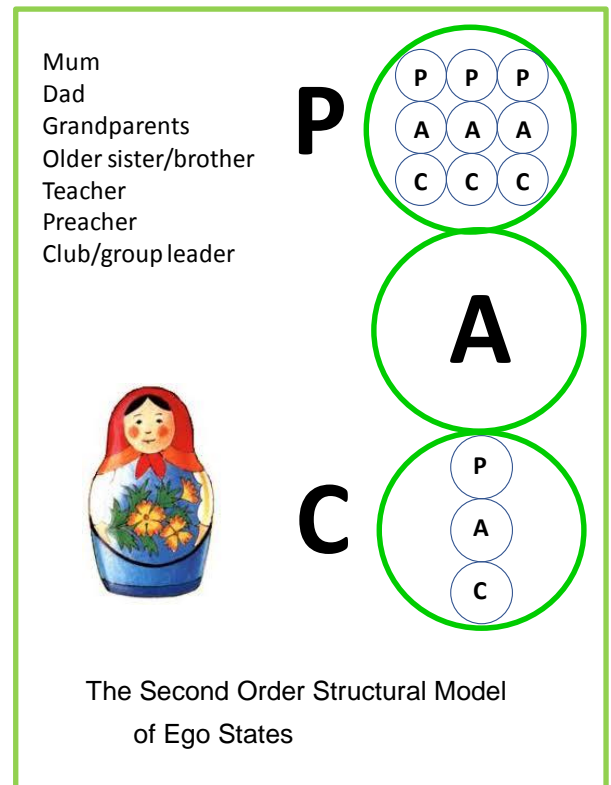 Mum
Dad
Grandparents
Older sister/brother
Teacher
Preacher
Club/group leader
P
P P P
A A A
C C C
A
C
P
A
C
The Second Order Structural Model
of Ego States